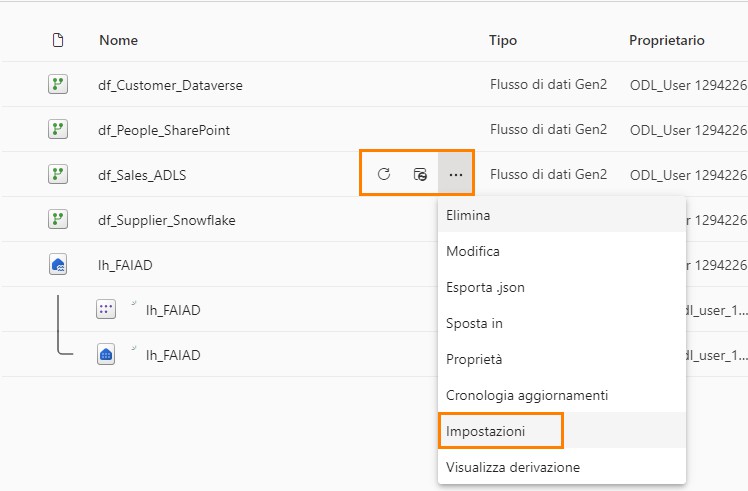 Nome Tipo Proprietario
df_Customer_Dataverse Flusso di dati Gen2 ODL_User 1294226
df_People_SharePoint Flusso di dati Gen2 ODL_User 1294226
df_Sales_ADLS ... Flusso di dati Gen2 ODL_User 1294226
df_Supplier_Snowflake r 1294226
lh_FAIAD r 1294226
lh_FAIAD dl_user_1...
lh_FAIAD dl_user_1...
Elimina
Modifica
Esporta .json
Sposta in
Proprietà
Cronologia aggiornamenti
Impostazioni
Visualizza derivazione